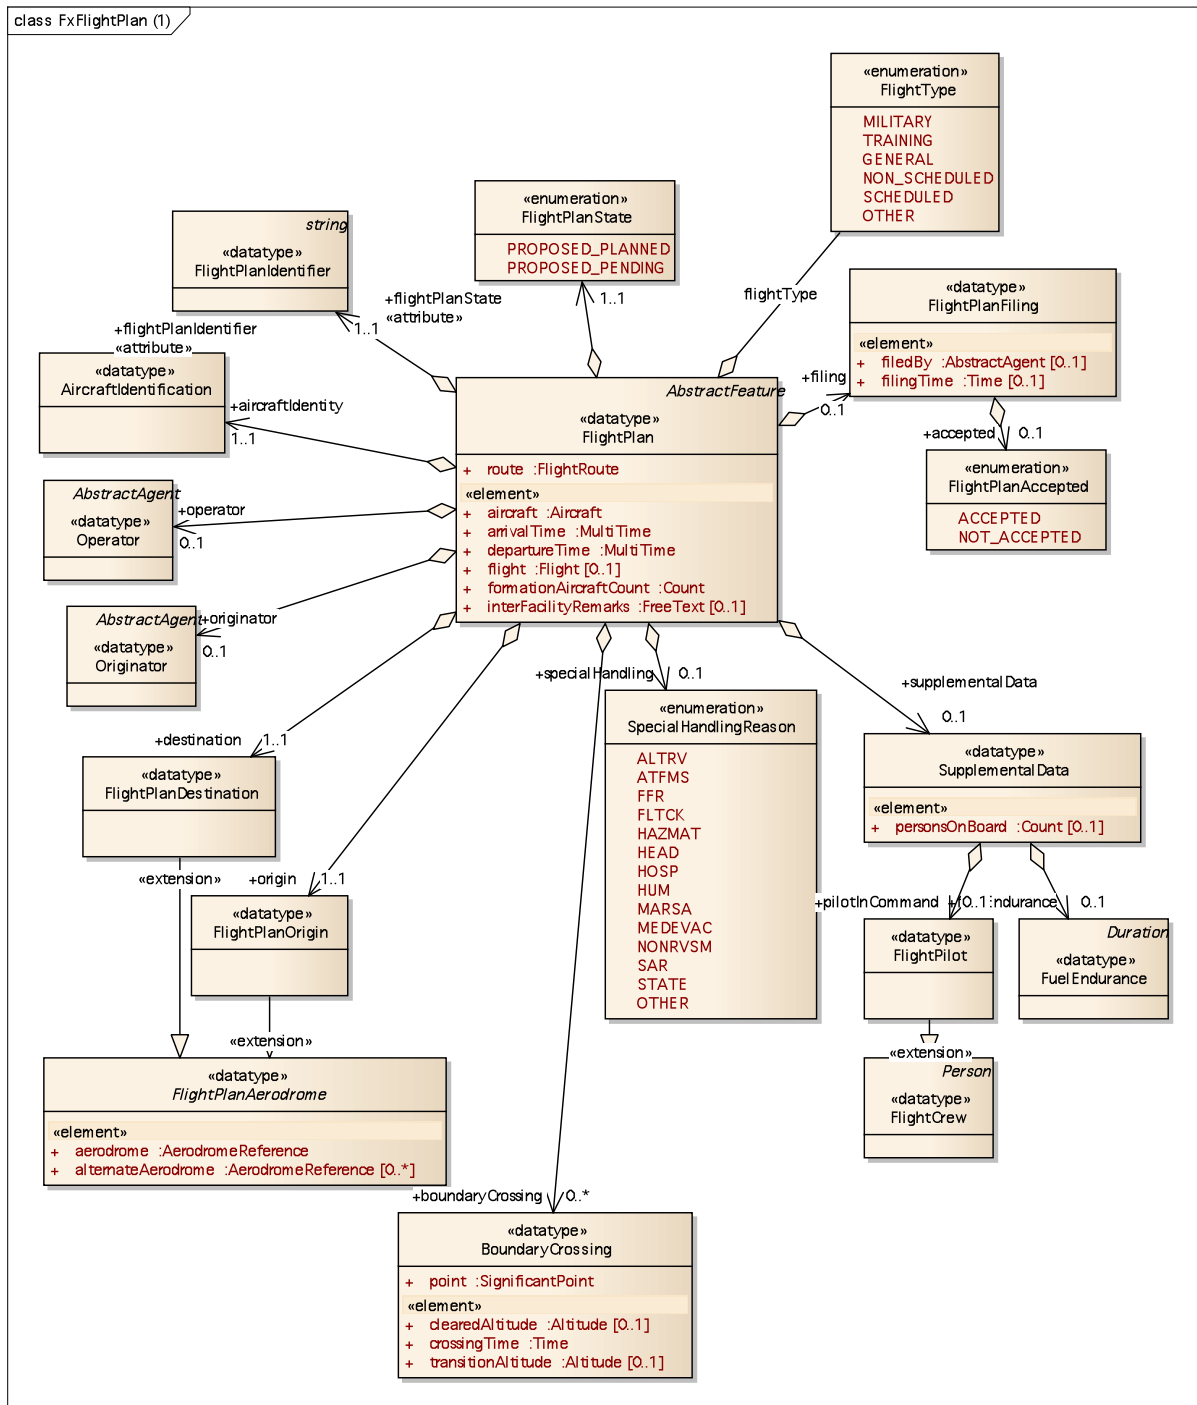 class FxFlightPlan (1)
«enumeration»
FlightType
MILITARY
TRAINING
GENERAL
NON_SCHEDULED
SCHEDULED
OTHER
«enumeration»
FlightPlanState
PROPOSED_PLANNED
PROPOSED_PENDING
string
«datatype»
FlightPlanIdentifier
+flightPlanState
«attribute»
1..1
flightType
«datatype»
FlightPlanFiling
«element»
+ filedBy :AbstractAgent [0..1]
+ filingTime :Time [0..1]
+flightPlanIdentifier
«attribute»
1..1
«datatype»
AircraftIdentification
+aircraftIdentity
1..1
+filing
0..1
+accepted
0..1
«enumeration»
FlightPlanAccepted
ACCEPTED
NOT_ACCEPTED
AbstractFeature
«datatype»
FlightPlan
+ route :FlightRoute
«element»
+ aircraft :Aircraft
+ arrivalTime :MultiTime
+ departureTime :MultiTime
+ flight :Flight [0..1]
+ formationAircraftCount :Count
+ interFacilityRemarks :FreeText [0..1]
AbstractAgent
«datatype»
Operator
+operator
0..1
AbstractAgent
«datatype»
Originator
+originator
0..1
+specialHandling
0..1
«enumeration»
SpecialHandlingReason
ALTRV
ATFMS
FFR
FLTCK
HAZMAT
HEAD
HOSP
HUM
MARSA
MEDEVAC
NONRVSM
SAR
STATE
OTHER
+supplementalData
0..1
«datatype»
SupplementalData
«element»
+ personsOnBoard :Count [0..1]
+destination
1..1
«datatype»
FlightPlanDestination
«extension»
+origin
1..1
«datatype»
FlightPlanOrigin
«extension»
+pilotInCommand
0..1
0..1
«datatype»
FlightPilot
Duration
«datatype»
FuelEndurance
«extension»
Person
«datatype»
FlightCrew
«datatype»
FlightPlanAerodrome
«element»
+ aerodrome :AerodromeReference
+ alternateAerodrome :AerodromeReference [0..*]
+boundaryCrossing
0..*
«datatype»
BoundaryCrossing
+ point :SignificantPoint
«element»
+ clearedAltitude :Altitude [0..1]
+ crossingTime :Time
+ transitionAltitude :Altitude [0..1]